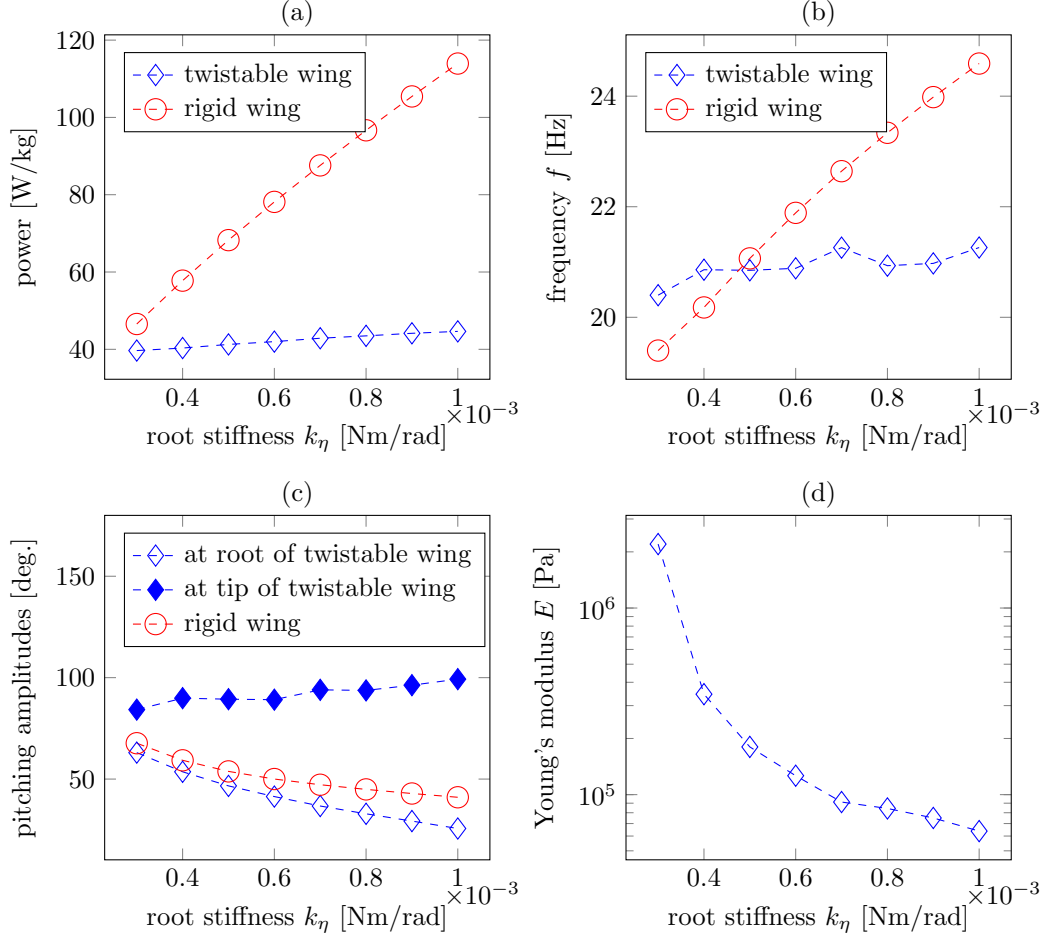 (a)
120
100
80
60
40
power [W/kg]
twistable wing
rigid wing
0.4
0.6
0.8
1
×10⁻³
root stiffness kη [Nm/rad]
(b)
24
22
20
frequency f [Hz]
twistable wing
rigid wing
0.4
0.6
0.8
1
×10⁻³
root stiffness kη [Nm/rad]
(c)
150
100
50
pitching amplitudes [deg.]
at root of twistable wing
at tip of twistable wing
rigid wing
0.4
0.6
0.8
1
×10⁻³
root stiffness kη [Nm/rad]
(d)
10⁶
10⁵
Young's modulus E [Pa]
0.4
0.6
0.8
1
×10⁻³
root stiffness kη [Nm/rad]